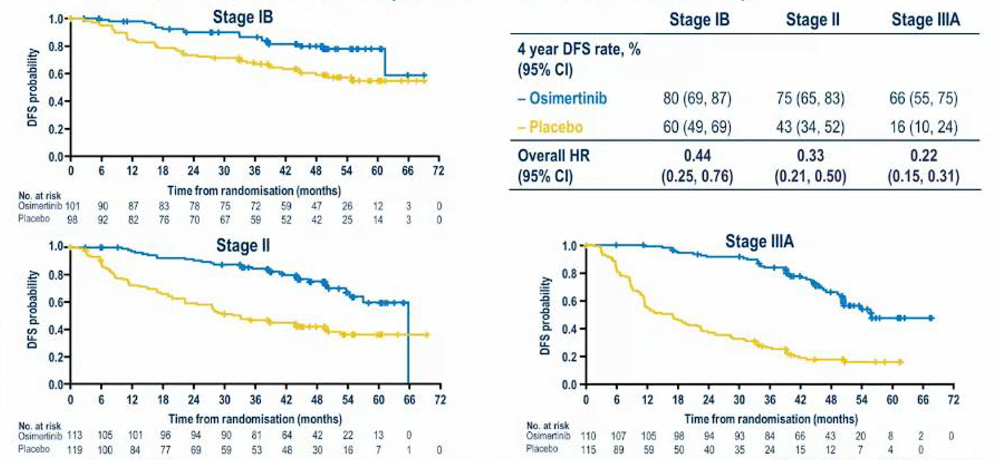 Stage IB
1.0
0.8
0.6
0.4
0.2
0.0
DFS probability
0 6 12 18 24 30 36 42 48 54 60 66 72
Time from randomisation (months)
No. at risk
Osimertinib 101 90 87 83 78 75 72 59 47 26 12 3 0
Placebo 98 92 82 76 70 67 59 52 42 25 14 3 0
Stage IB Stage II Stage IIIA
4 year DFS rate, %
(95% CI)
– Osimertinib 80 (69, 87) 75 (65, 83) 66 (55, 75)
– Placebo 60 (49, 69) 43 (34, 52) 16 (10, 24)
Overall HR 0.44 0.33 0.22
(95% CI) (0.25, 0.76) (0.21, 0.50) (0.15, 0.31)
Stage II
1.0
0.8
0.6
0.4
0.2
0.0
DFS probability
0 6 12 18 24 30 36 42 48 54 60 66 72
Time from randomisation (months)
No. at risk
Osimertinib 113 105 101 96 94 90 81 64 42 22 13 0
Placebo 119 100 84 77 69 59 53 48 30 16 7 1 0
Stage IIIA
1.0
0.8
0.6
0.4
0.2
0.0
DFS probability
0 6 12 18 24 30 36 42 48 54 60 66 72
Time from randomisation (months)
No. at risk
Osimertinib 110 107 105 98 94 93 84 66 43 20 8 2 0
Placebo 115 89 59 50 40 35 24 15 12 7 4 0